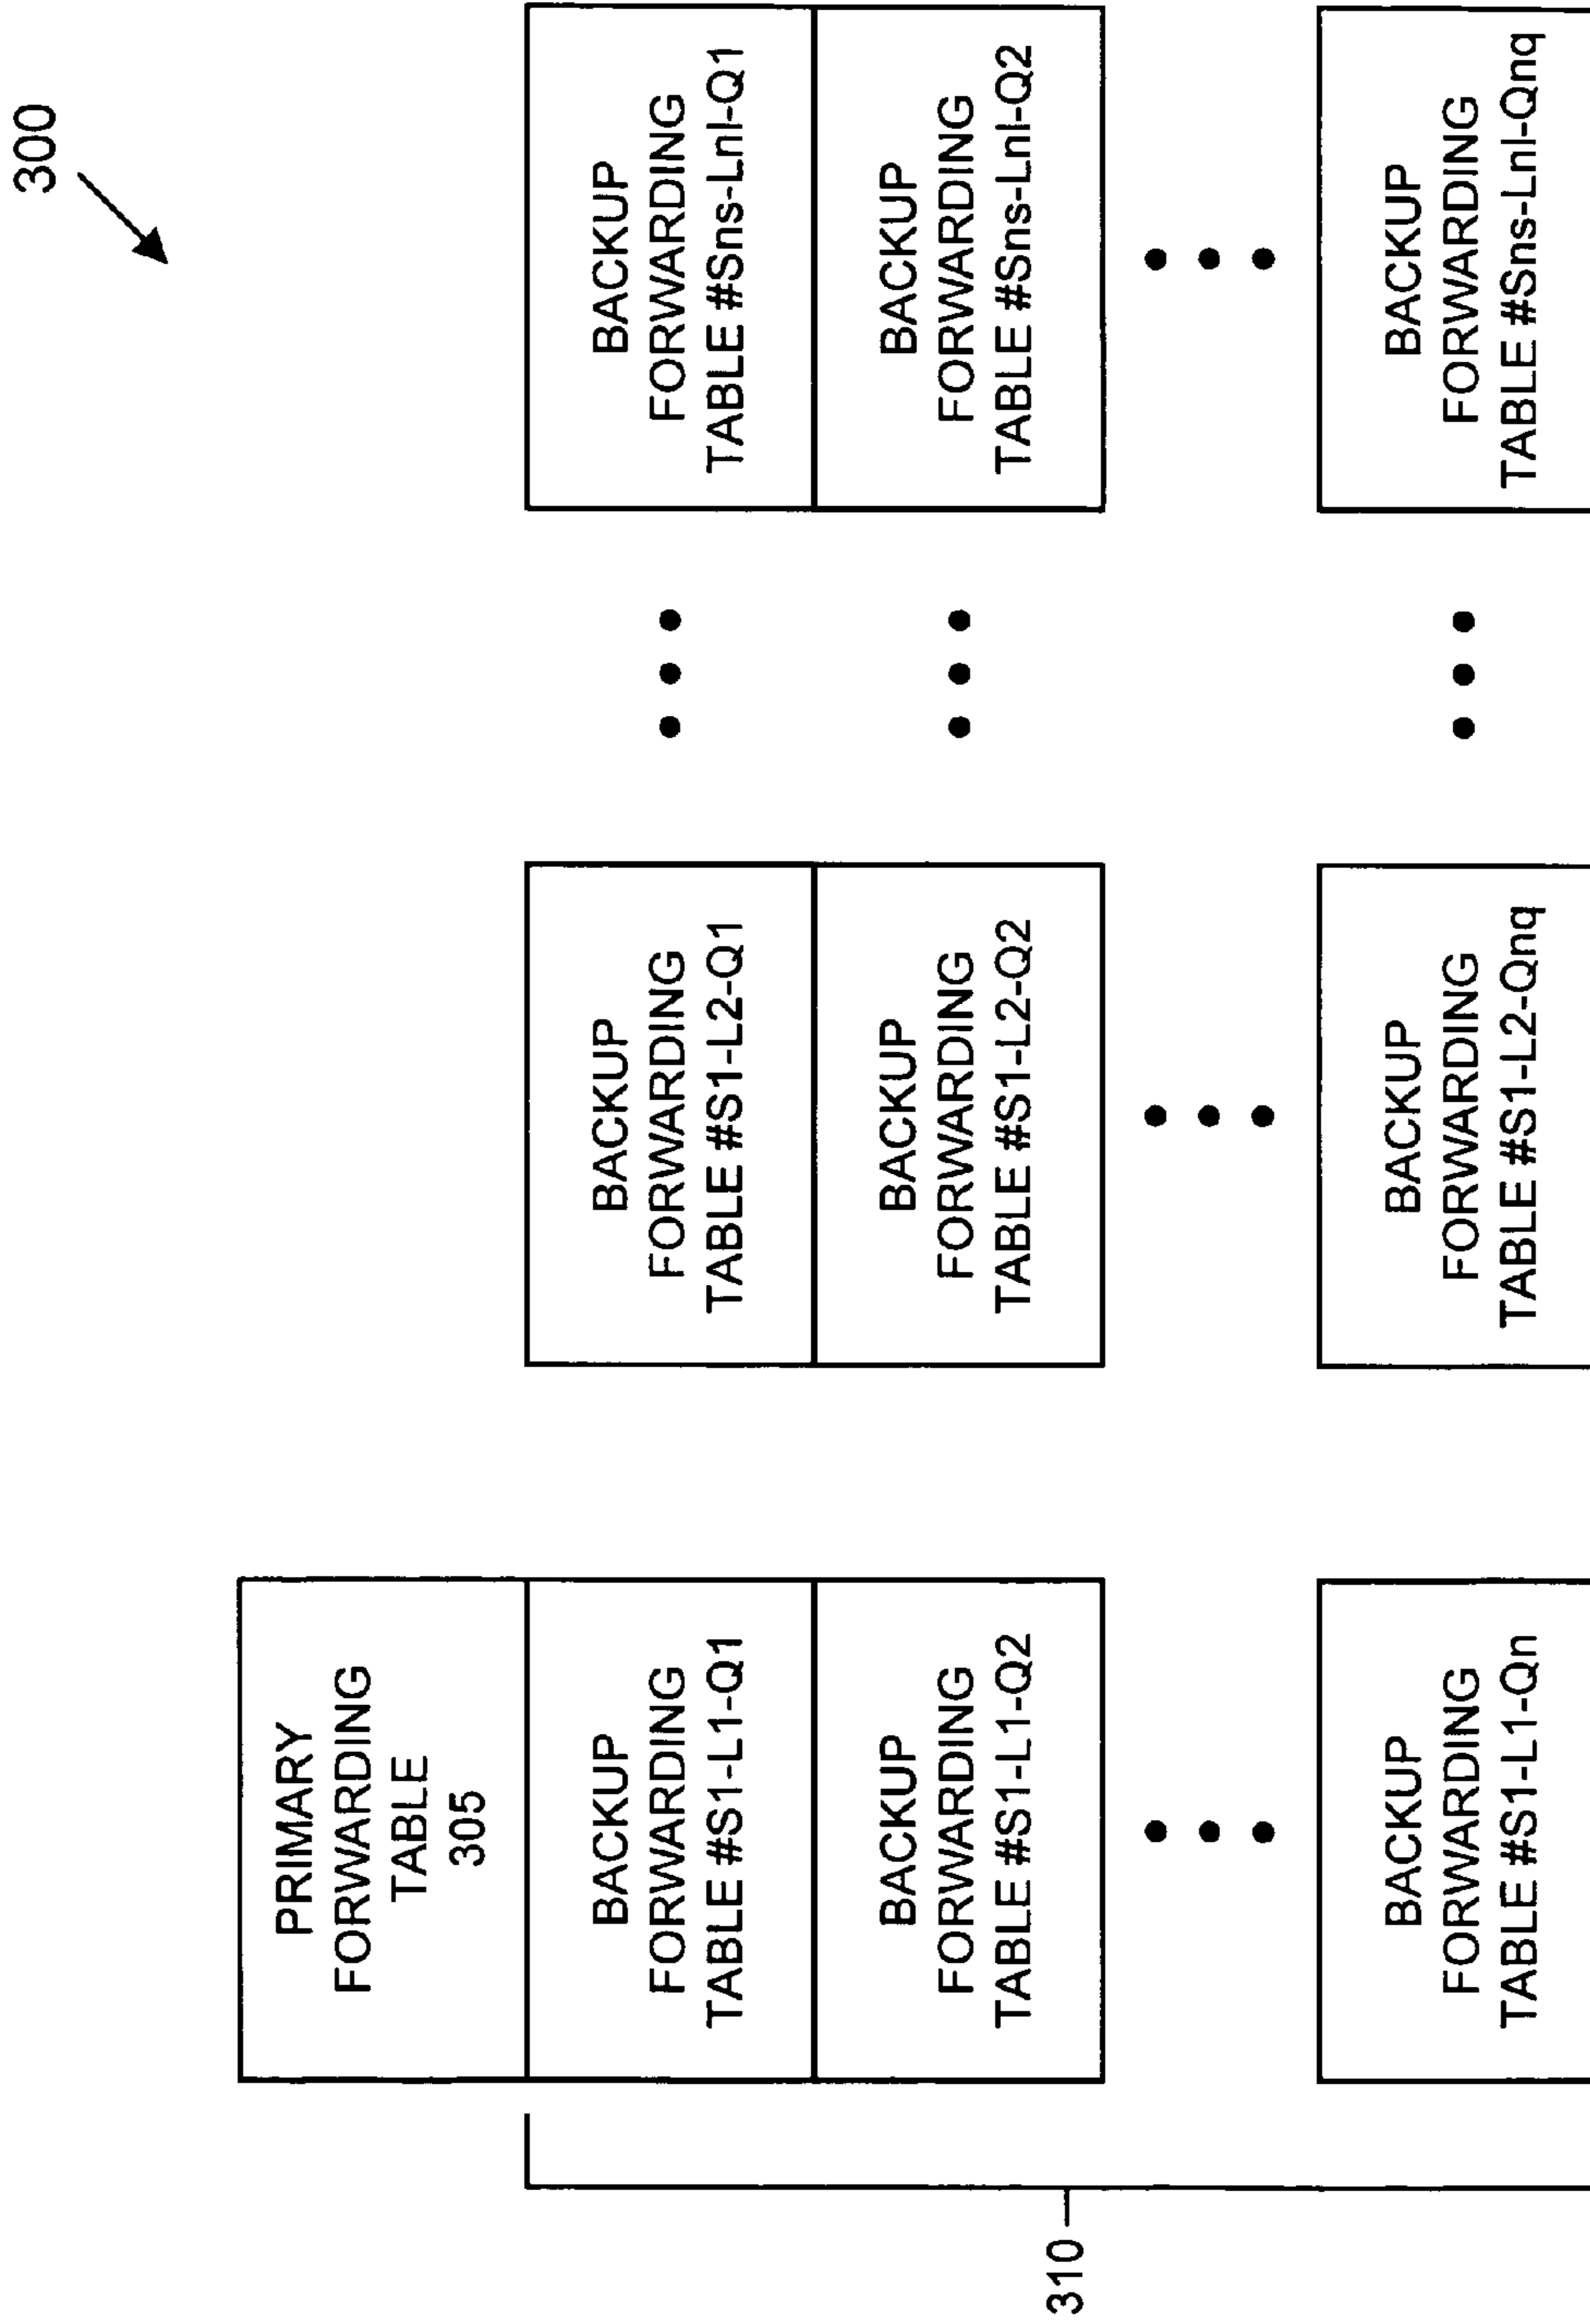 300
PRIMARY
FORWARDING
TABLE
305
BACKUP
FORWARDING
TABLE #S1-L1-Q1
BACKUP
FORWARDING
TABLE #S1-L2-Q1
BACKUP
FORWARDING
TABLE #Sns-Lnl-Q1
BACKUP
FORWARDING
TABLE #S1-L1-Q2
BACKUP
FORWARDING
TABLE #S1-L2-Q2
BACKUP
FORWARDING
TABLE #Sns-Lnl-Q2
310
BACKUP
FORWARDING
TABLE #S1-L1-Qn
BACKUP
FORWARDING
TABLE #S1-L2-Qnq
BACKUP
FORWARDING
TABLE #Sns-Lnl-Qnq